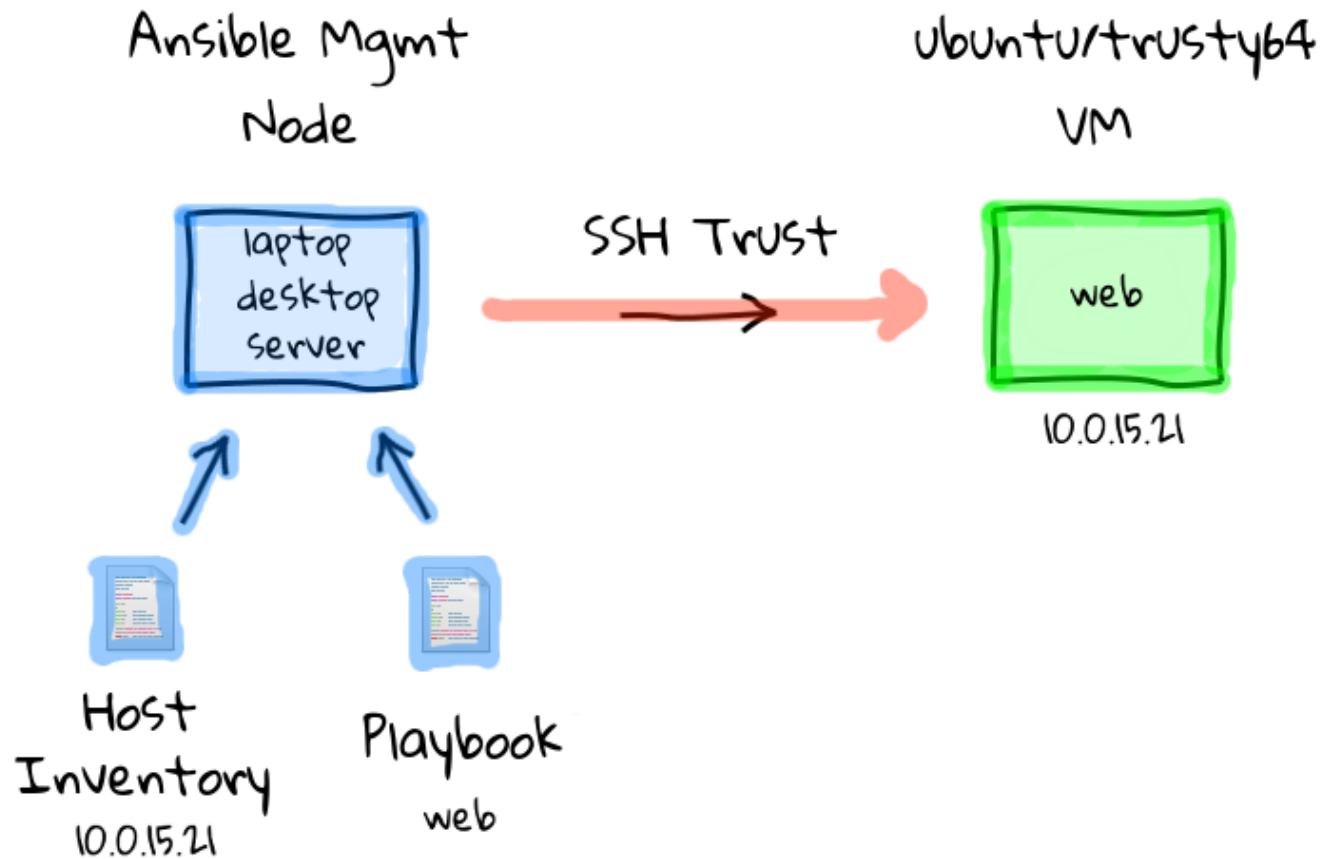 Ansible Mgmt
Node
ubuntu/trusty64
VM
laptop
desktop
server
SSH Trust
web
10.0.15.21
Host
Inventory
10.0.15.21
Playbook
web